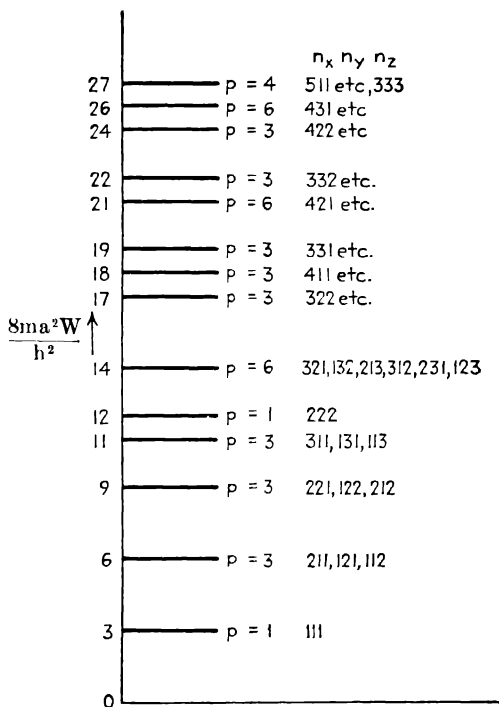 nx ny nz
27 p = 4 511 etc, 333
26 p = 6 431 etc
24 p = 3 422 etc
22 p = 3 332 etc.
21 p = 6 421 etc.
19 p = 3 331 etc.
18 p = 3 411 etc.
17 p = 3 322 etc.
8ma²W
h²
14 p = 6 321,132,213,312,231,123
12 p = 1 222
11 p = 3 311,131,113
9 p = 3 221,122,212
6 p = 3 211,121,112
3 p = 1 111
0